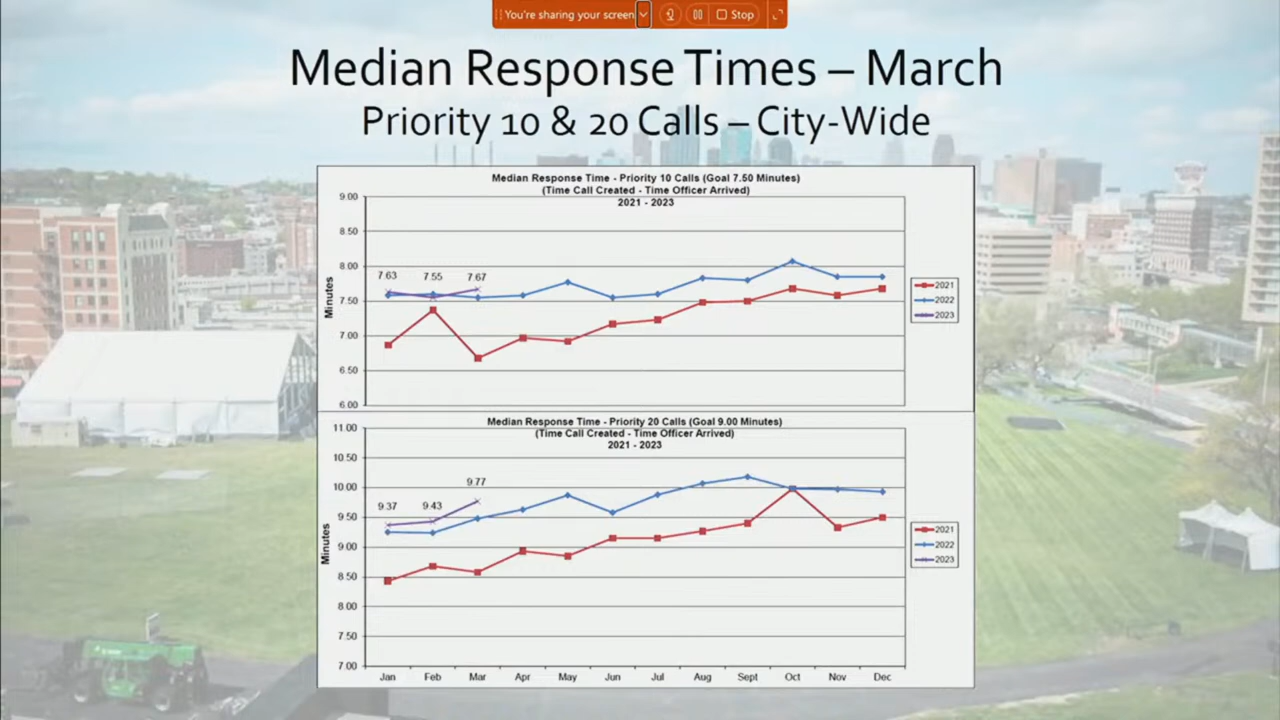 You're sharing your screen
Stop
Median Response Times – March
Priority 10 & 20 Calls – City-Wide
Median Response Time - Priority 10 Calls (Goal 7.50 Minutes)
(Time Call Created - Time Officer Arrived)
2021 - 2023
9.00
8.50
8.00
7.50
7.00
6.50
6.00
Minutes
7.63
7.55
7.67
2021
2022
2023
Median Response Time - Priority 20 Calls (Goal 9.00 Minutes)
(Time Call Created - Time Officer Arrived)
2021 - 2023
11.00
10.50
10.00
9.50
9.00
8.50
8.00
7.50
7.00
Minutes
9.37
9.43
9.77
2021
2022
2023
Jan Feb Mar Apr May Jun Jul Aug Sept Oct Nov Dec